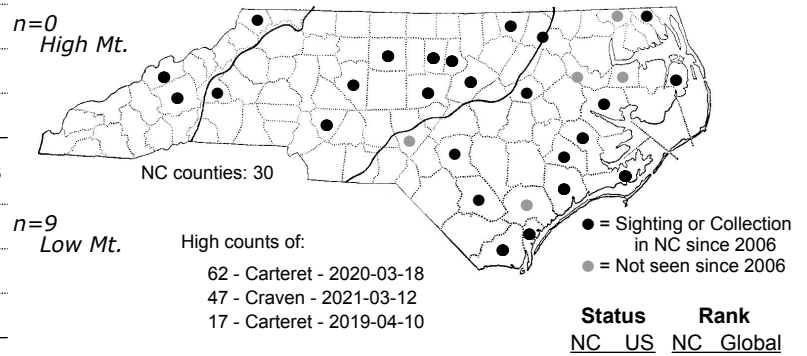 n=0
High Mt.
NC counties: 30
n=9
Low Mt.
High counts of:
62 - Carteret - 2020-03-18
47 - Craven - 2021-03-12
17 - Carteret - 2019-04-10
= Sighting or Collection
in NC since 2006
= Not seen since 2006
Status Rank
NC US NC Global